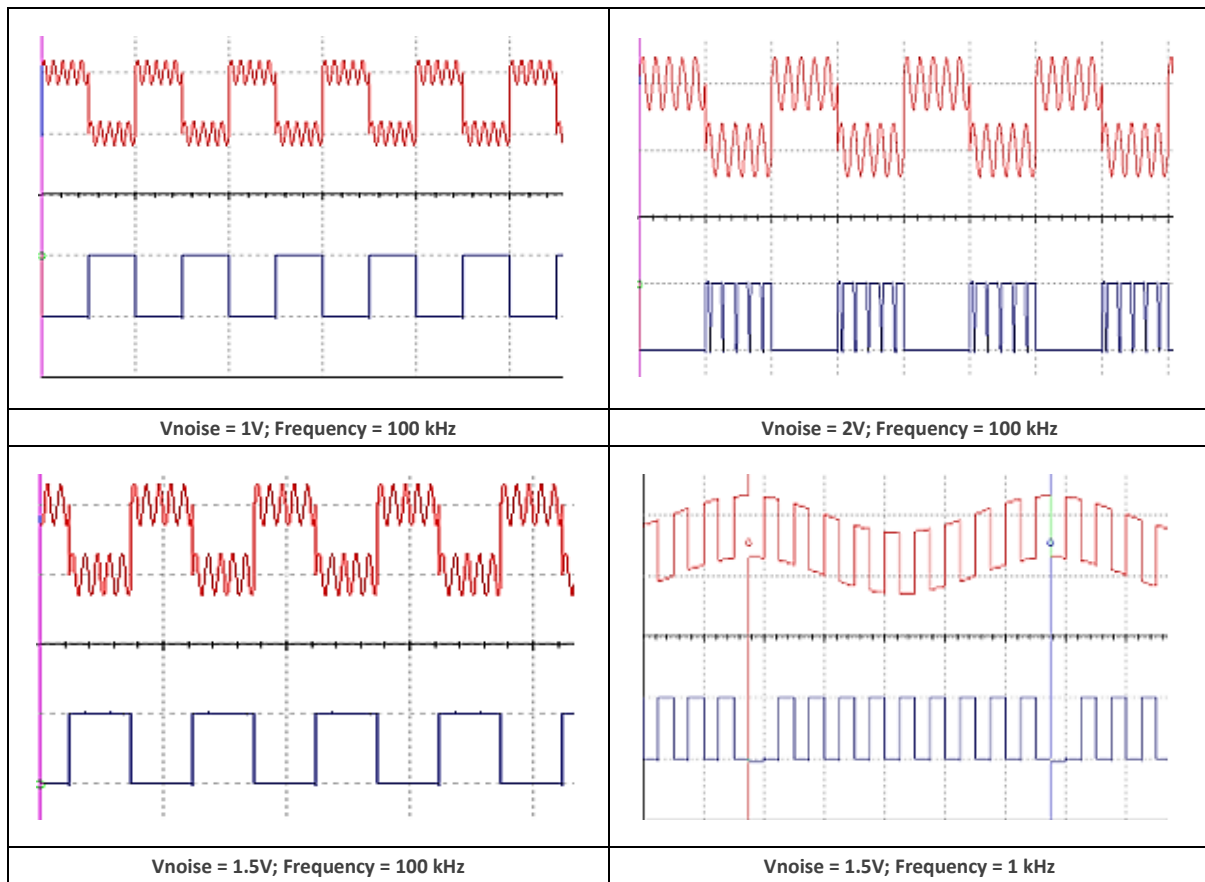 Vnoise = 1V; Frequency = 100 kHz
Vnoise = 2V; Frequency = 100 kHz
Vnoise = 1.5V; Frequency = 100 kHz
Vnoise = 1.5V; Frequency = 1 kHz